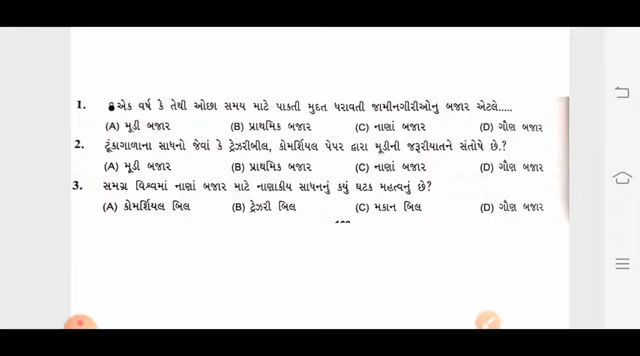 1. એક વર્ષ કે તેથી ઓછા સમય માટે પાકતી મુદત ધરાવતી જામીનગીરીઓનુ બજાર એટલે.....
(A) મૂડી બજાર (B) પ્રાથમિક બજાર (C) નાણાં બજાર (D) ગૌણ બજાર
2. ટૂંકાગાળાના સાધનો જેવાં કે ટ્રેઝરીબીલ, કોમર્શિયલ પેપર દ્વારા મૂડીની જરૂરીયાતને સંતોષે છે.?
(A) મૂડી બજાર (B) પ્રાથમિક બજાર (C) નાણાં બજાર (D) ગૌણ બજાર
3. સમગ્ર વિશ્વમાં નાણાં બજાર માટે નાણાકીય સાધનનું કયું ઘટક મહત્વનું છે?
(A) કોમર્શિયલ બિલ (B) ટ્રેઝરી બિલ (C) મકાન બિલ (D) ગૌણ બજાર